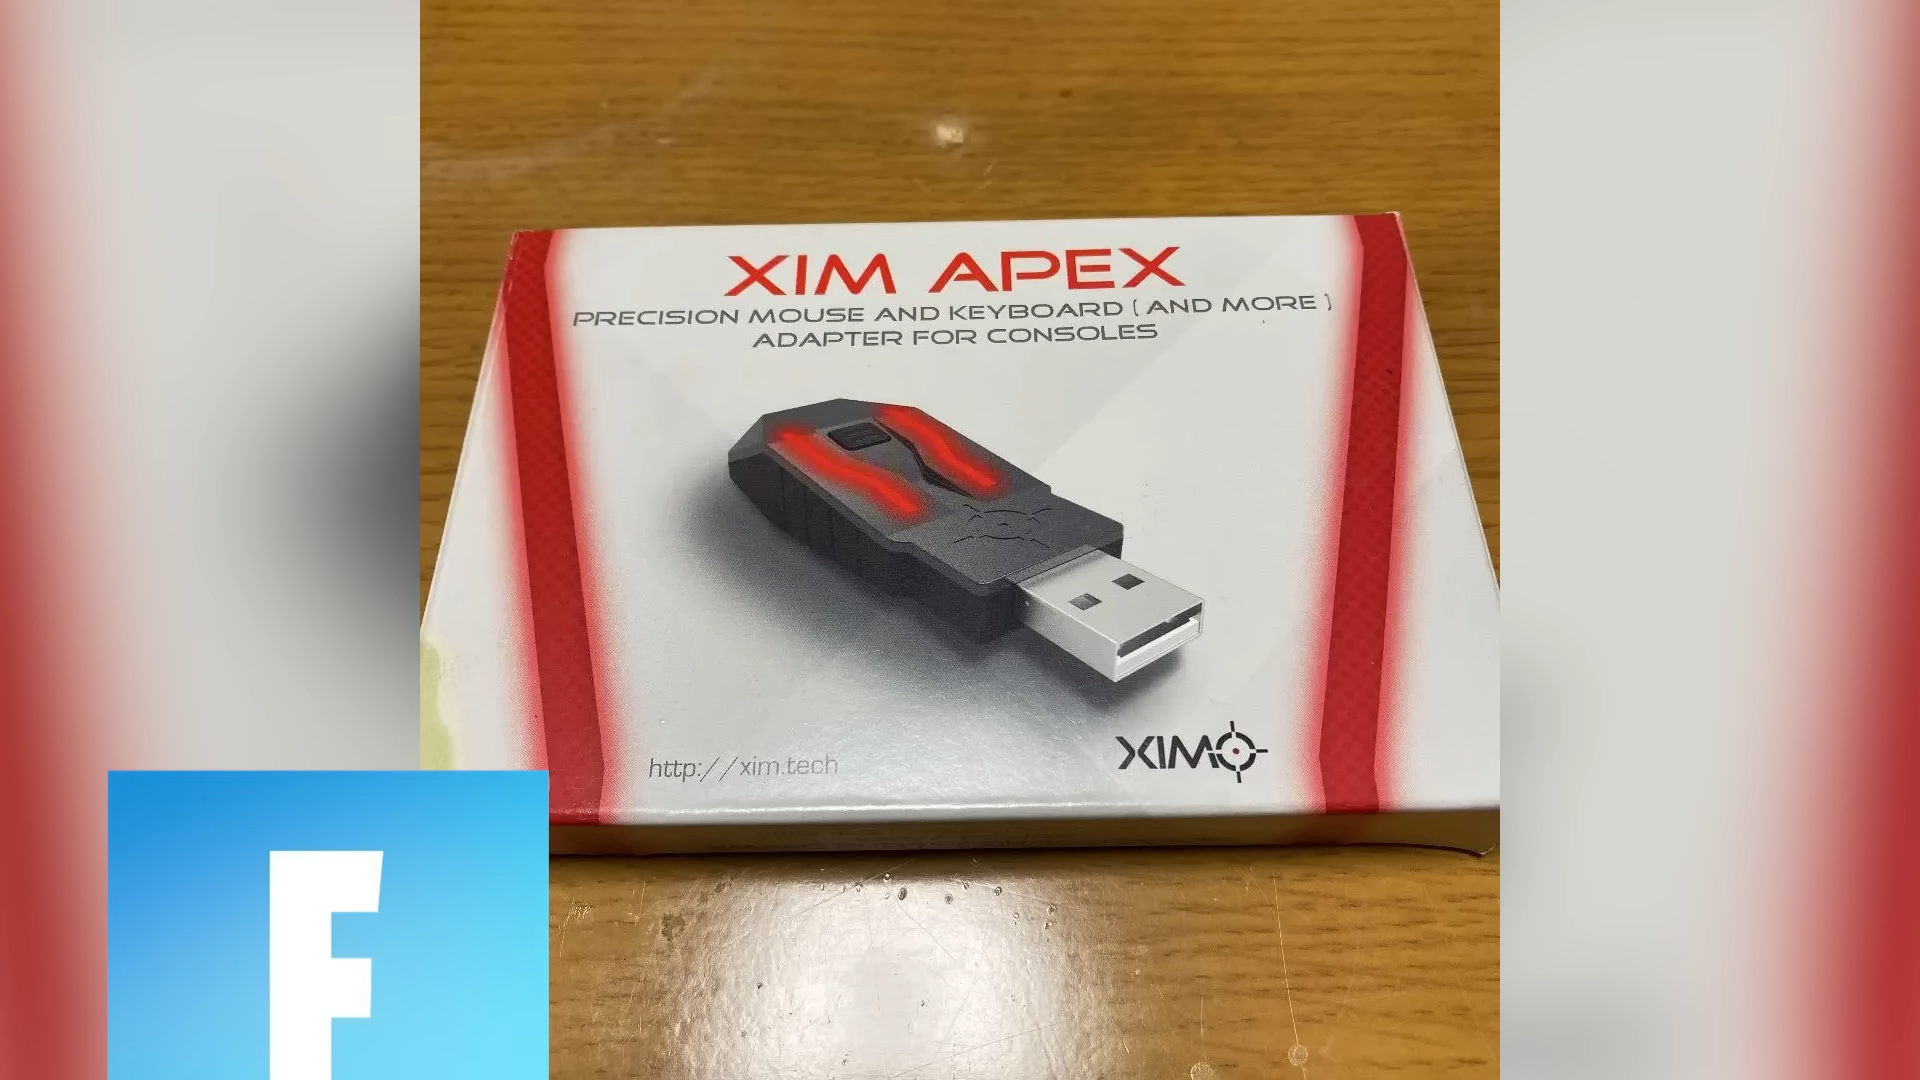 XIM APEX
PRECISION MOUSE AND KEYBOARD ( AND MORE )
ADAPTER FOR CONSOLES
http://xim.tech
XIM
F